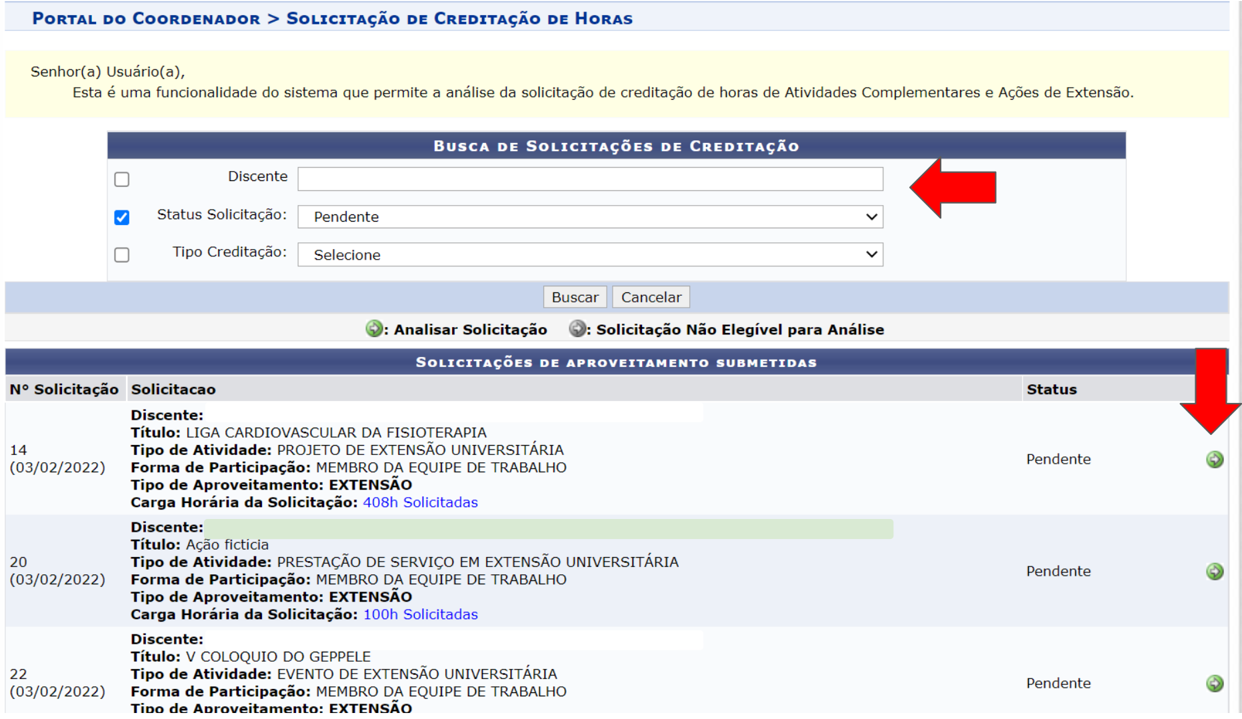 Portal do Coordenador > Solicitação de Creditação de Horas
Senhor(a) Usuário(a),
Esta é uma funcionalidade do sistema que permite a análise da solicitação de creditação de horas de Atividades Complementares e Ações de Extensão.
Busca de Solicitações de Creditação
Discente
Status Solicitação: Pendente
Tipo Creditação: Selecione
Buscar Cancelar
: Analisar Solicitação : Solicitação Não Elegível para Análise
Solicitações de aproveitamento submetidas
Nº Solicitação Solicitacao Status
14 (03/02/2022)
Discente:
Título: LIGA CARDIOVASCULAR DA FISIOTERAPIA
Tipo de Atividade: PROJETO DE EXTENSÃO UNIVERSITÁRIA
Forma de Participação: MEMBRO DA EQUIPE DE TRABALHO
Tipo de Aproveitamento: EXTENSÃO
Carga Horária da Solicitação: 408h Solicitadas
Pendente
20 (03/02/2022)
Discente:
Título: Ação ficticia
Tipo de Atividade: PRESTAÇÃO DE SERVIÇO EM EXTENSÃO UNIVERSITÁRIA
Forma de Participação: MEMBRO DA EQUIPE DE TRABALHO
Tipo de Aproveitamento: EXTENSÃO
Carga Horária da Solicitação: 100h Solicitadas
Pendente
22 (03/02/2022)
Discente:
Título: V COLOQUIO DO GEPPELE
Tipo de Atividade: EVENTO DE EXTENSÃO UNIVERSITÁRIA
Forma de Participação: MEMBRO DA EQUIPE DE TRABALHO
Tipo de Aproveitamento: EXTENSÃO
Pendente